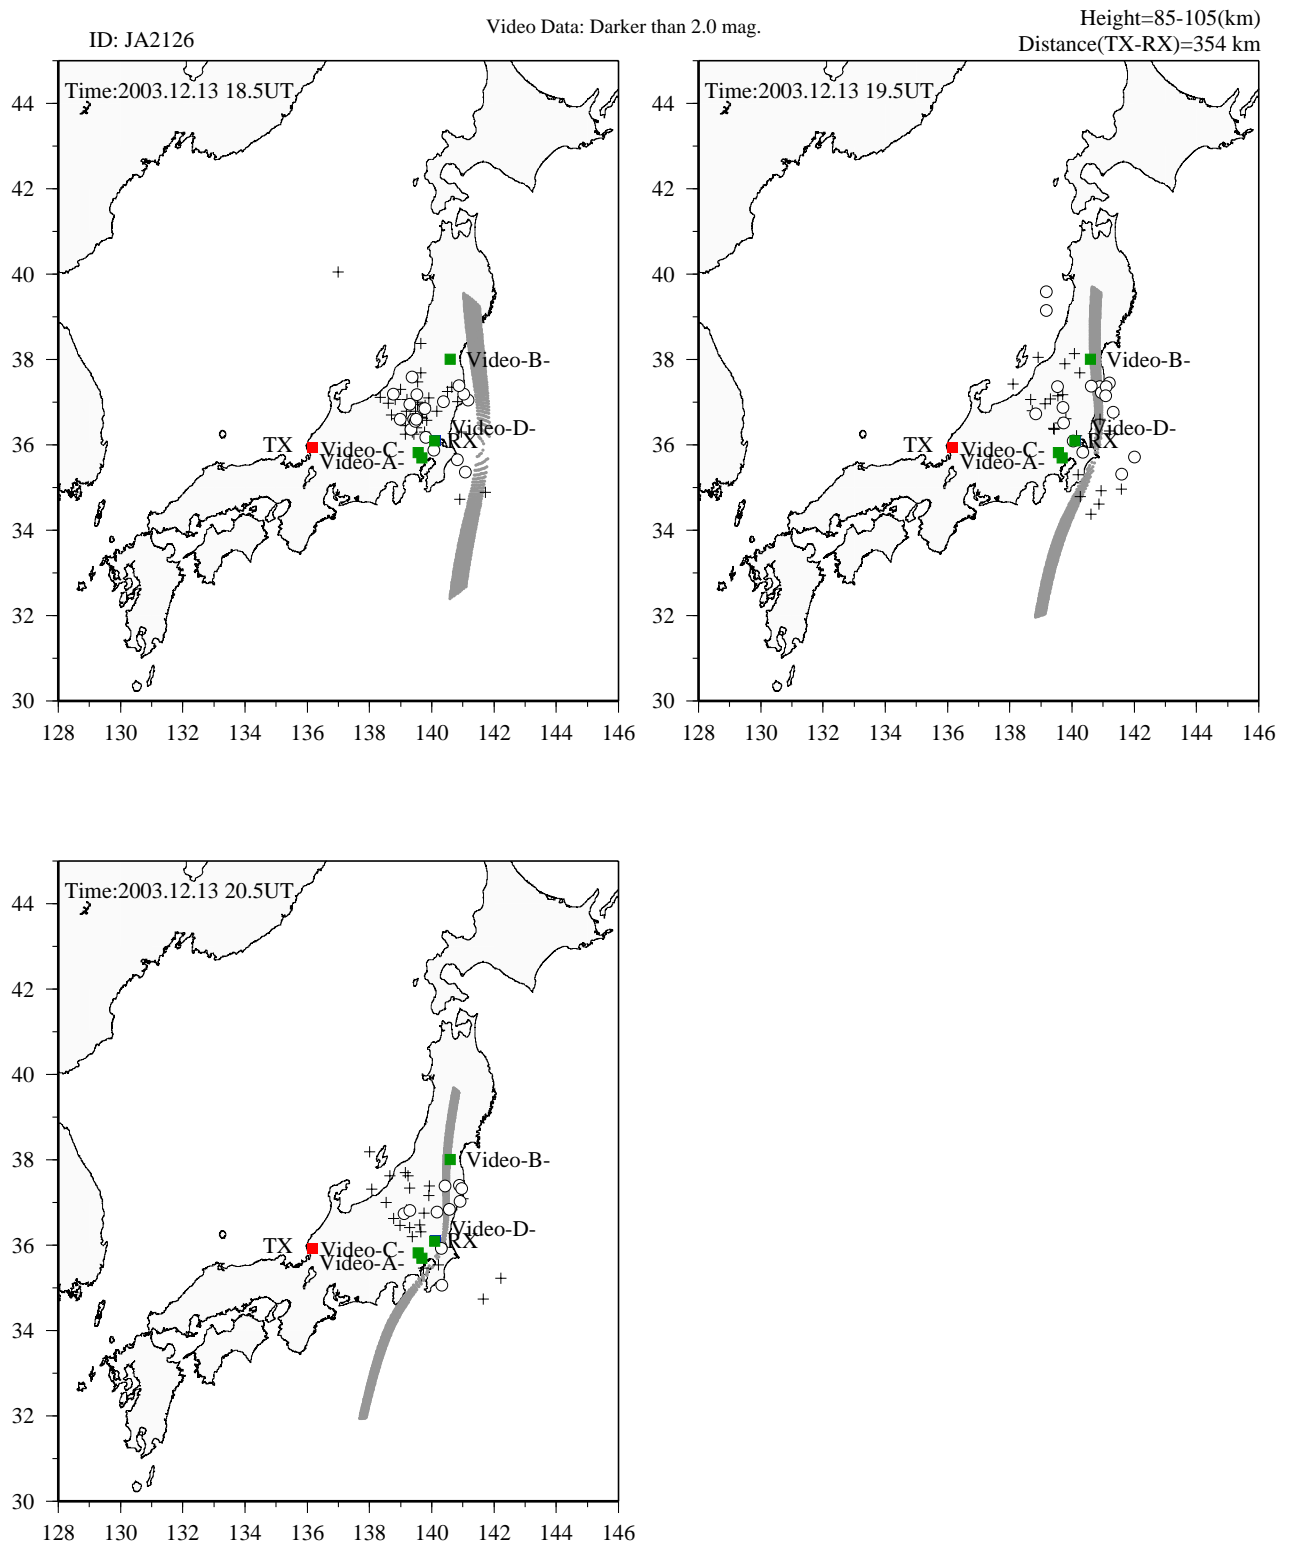 ID: JA2126
Video Data: Darker than 2.0 mag.
Height=85-105(km)
Distance(TX-RX)=354 km
Time:2003.12.13 18.5UT
44
42
40
38
36
34
32
30
128 130 132 134 136 138 140 142 144 146
Video-B-
Video-D-
TX
Video-C-
RX
Video-A-
Time:2003.12.13 19.5UT
44
42
40
38
36
34
32
30
128 130 132 134 136 138 140 142 144 146
Video-B-
Video-D-
TX
Video-C-
RX
Video-A-
Time:2003.12.13 20.5UT
44
42
40
38
36
34
32
30
128 130 132 134 136 138 140 142 144 146
Video-B-
Video-D-
TX
Video-C-
RX
Video-A-